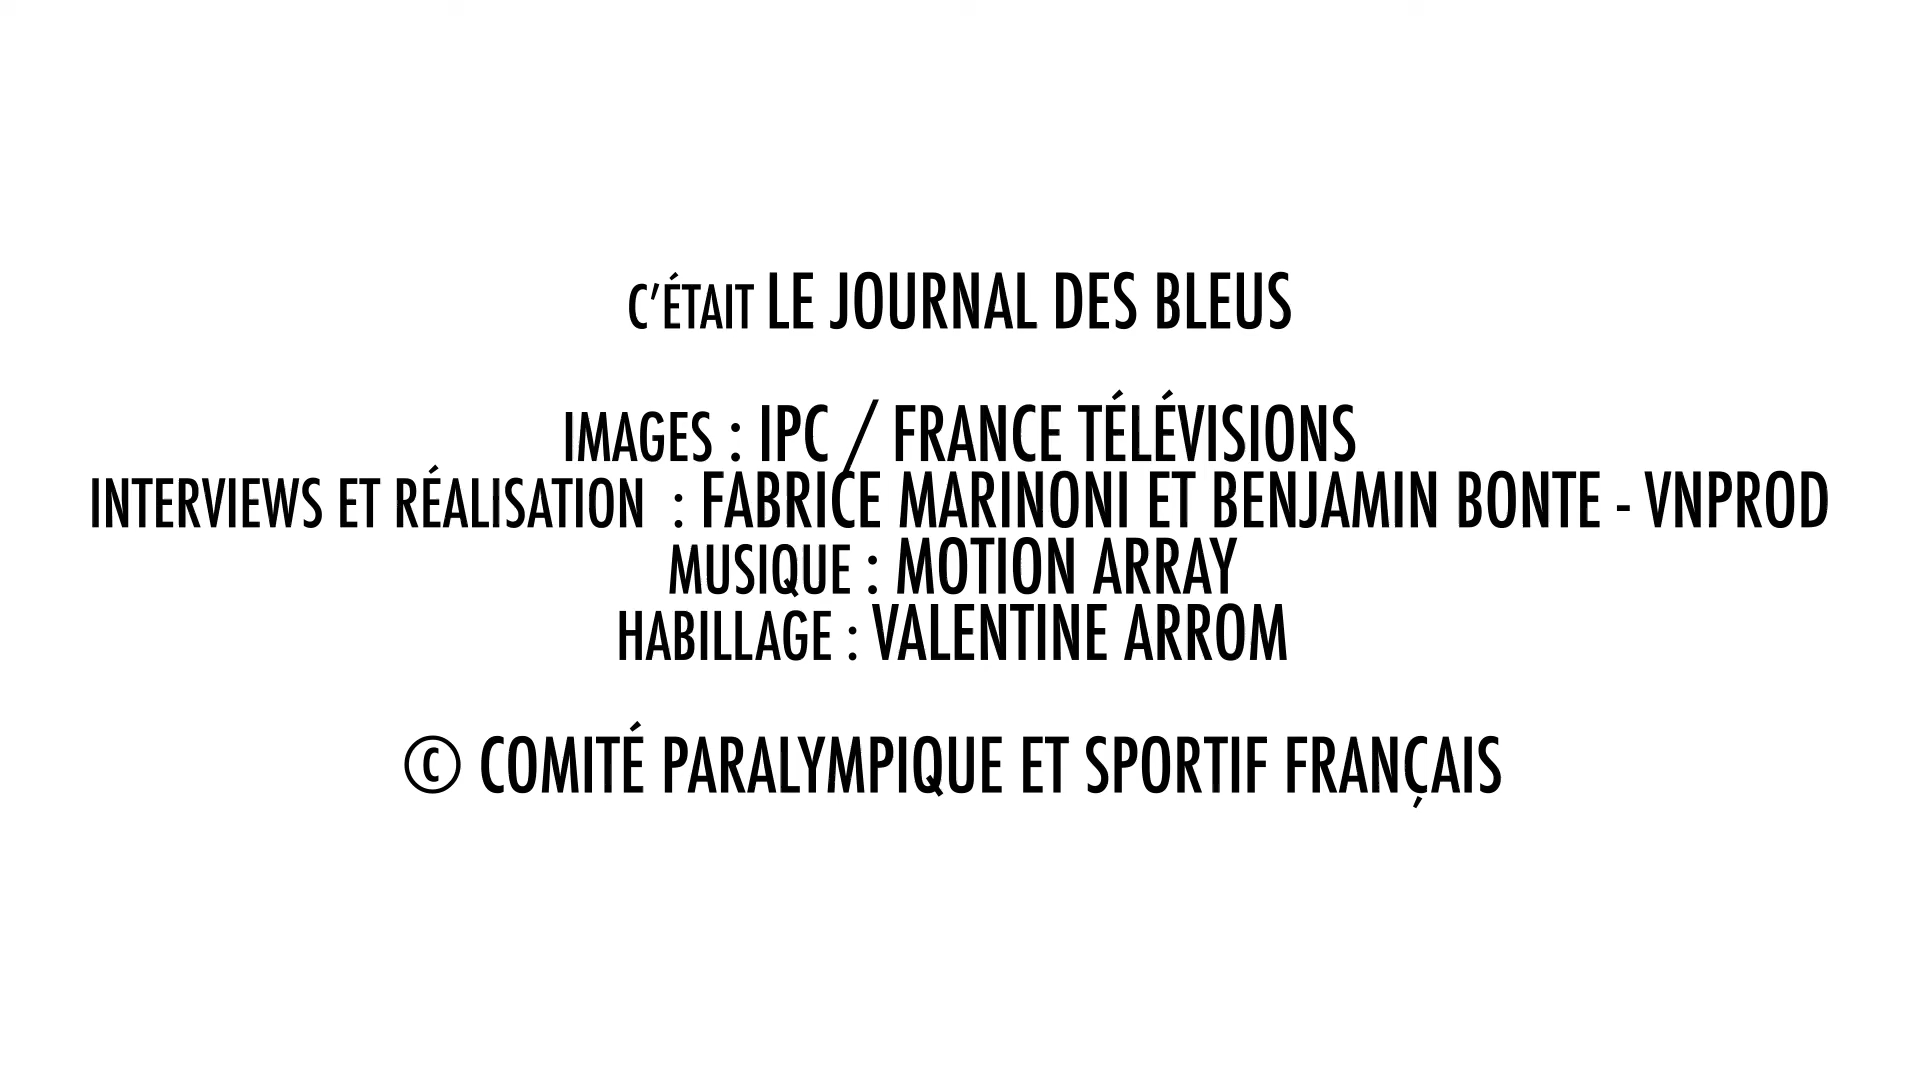 C’ÉTAIT LE JOURNAL DES BLEUS
IMAGES : IPC / FRANCE TÉLÉVISIONS
INTERVIEWS ET RÉALISATION : FABRICE MARINONI ET BENJAMIN BONTE - VNPROD
MUSIQUE : MOTION ARRAY
HABILLAGE : VALENTINE ARROM
© COMITÉ PARALYMPIQUE ET SPORTIF FRANÇAIS